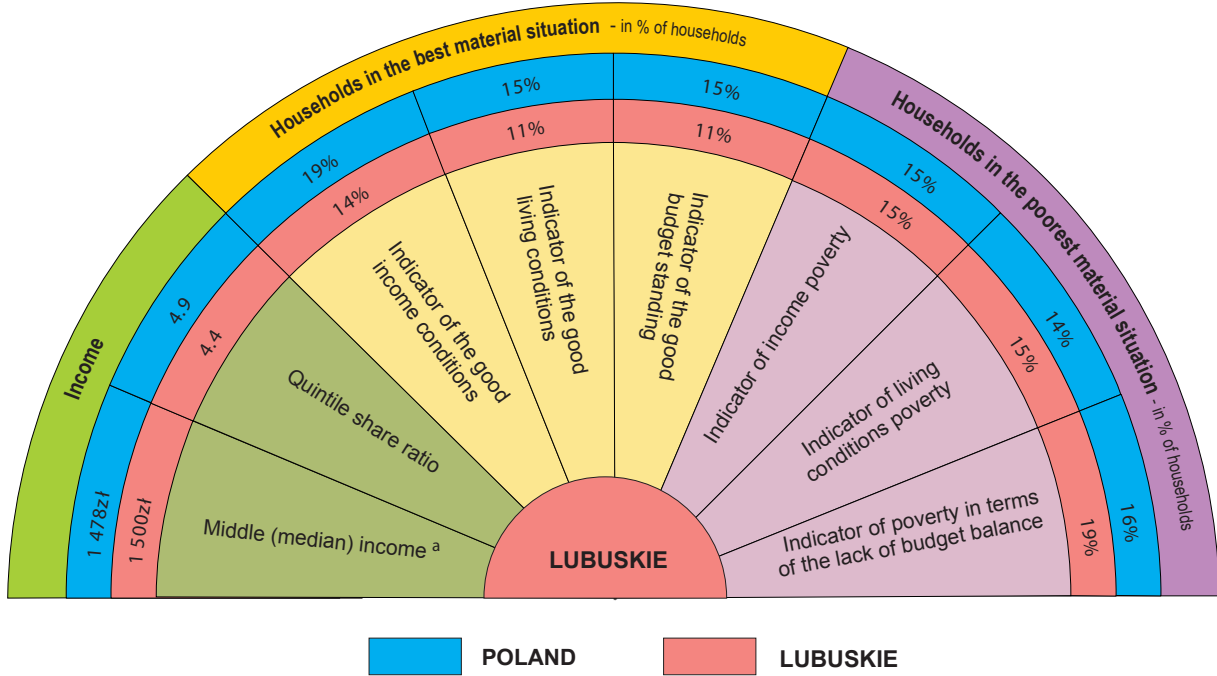 Income
Households in the best material situation - in % of households
Households in the poorest material situation - in % of households
1 478zł
4.9
19%
15%
15%
15%
14%
16%
1 500zł
4.4
14%
11%
11%
15%
15%
19%
Middle (median) income a
Quintile share ratio
Indicator of the good
income conditions
Indicator of the good
living conditions
Indicator of the good
budget standing
Indicator of income poverty
Indicator of living
conditions poverty
Indicator of poverty in terms
of the lack of budget balance
LUBUSKIE
POLAND
LUBUSKIE